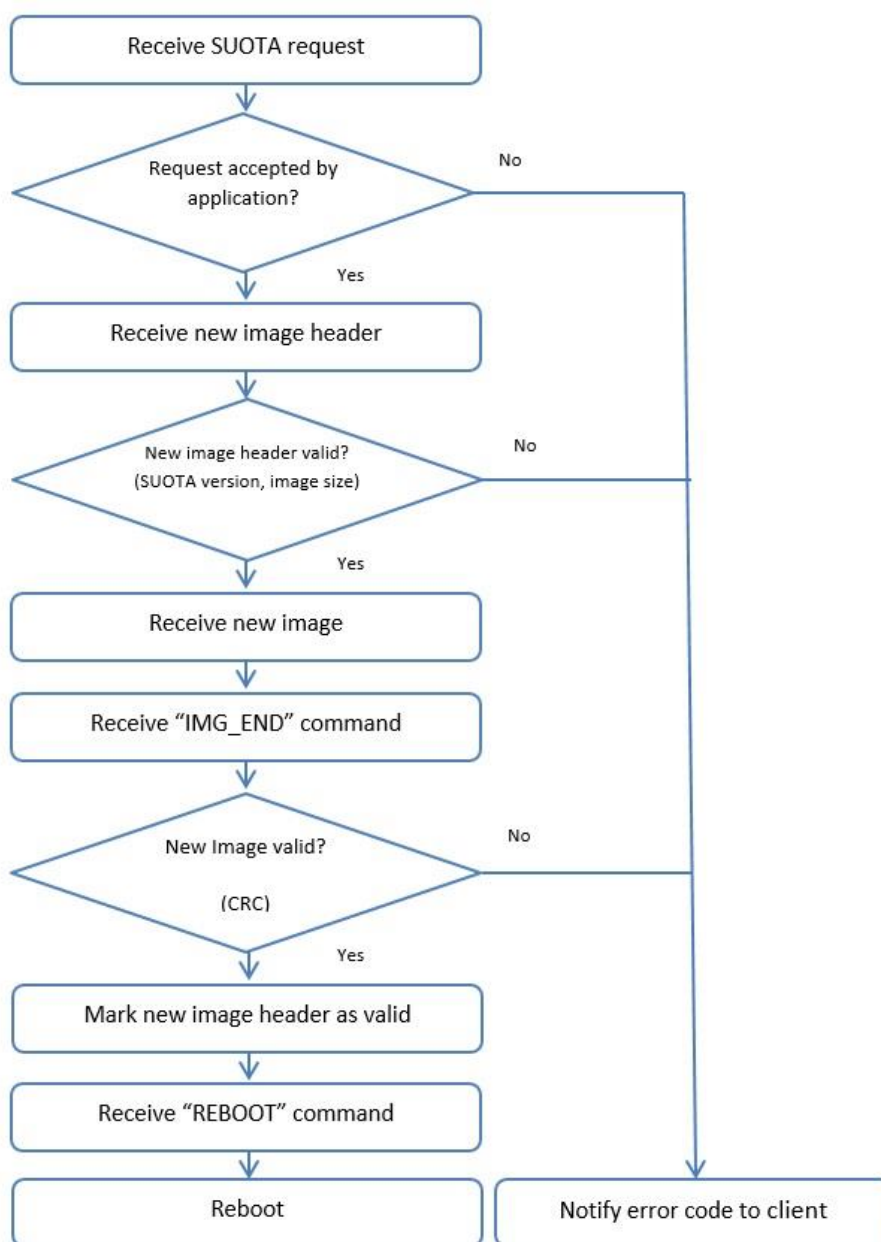 Receive SUOTA request
Request accepted by
application?
No
Yes
Receive new image header
New image header valid?
(SUOTA version, image size)
No
Yes
Receive new image
Receive “IMG_END” command
New Image valid?
(CRC)
No
Yes
Mark new image header as valid
Receive “REBOOT” command
Reboot
Notify error code to client